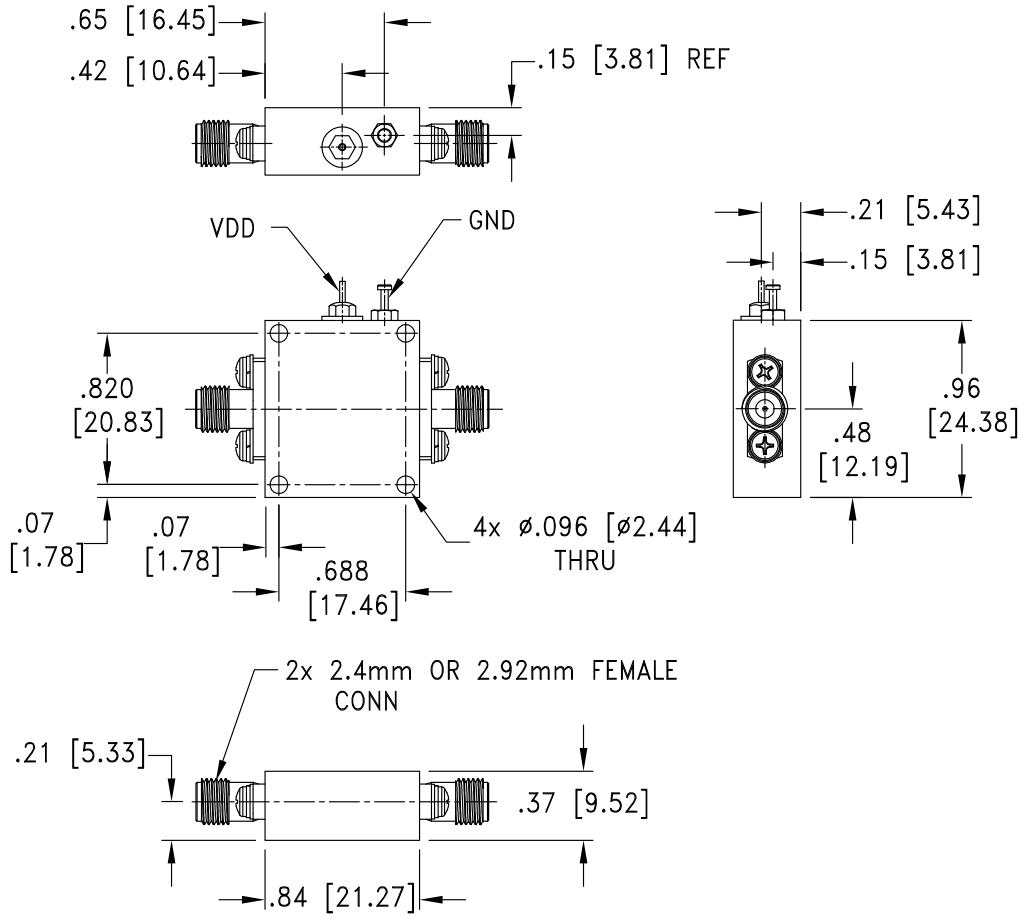 .65 [16.45]
.42 [10.64]
.15 [3.81] REF
VDD
GND
.21 [5.43]
.15 [3.81]
.820
[20.83]
.96
[24.38]
.48
[12.19]
.07
[1.78]
.07
[1.78]
4x ø.096 [ø2.44]
THRU
.688
[17.46]
2x 2.4mm OR 2.92mm FEMALE
CONN
.21 [5.33]
.37 [9.52]
.84 [21.27]